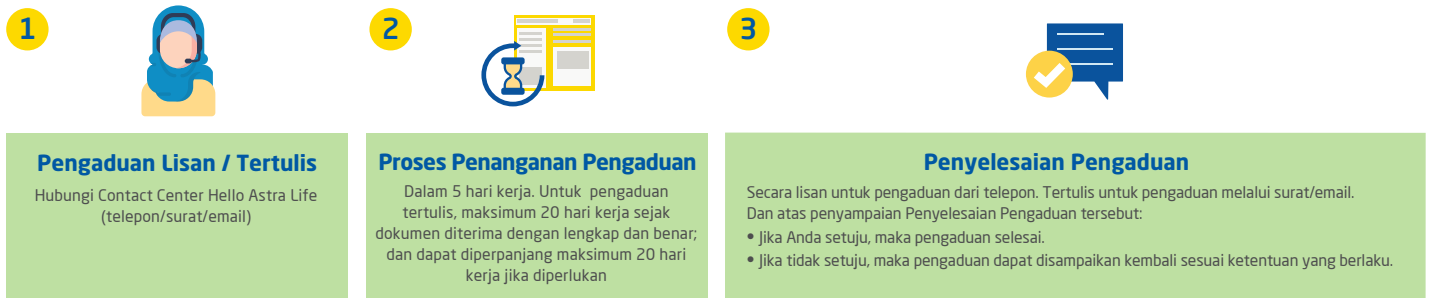 1
Pengaduan Lisan / Tertulis
Hubungi Contact Center Hello Astra Life
(telepon/surat/email)
2
Proses Penanganan Pengaduan
Dalam 5 hari kerja. Untuk pengaduan
tertulis, maksimum 20 hari kerja sejak
dokumen diterima dengan lengkap dan benar;
dan dapat diperpanjang maksimum 20 hari
kerja jika diperlukan
3
Penyelesaian Pengaduan
Secara lisan untuk pengaduan dari telepon. Tertulis untuk pengaduan melalui surat/email.
Dan atas penyampaian Penyelesaian Pengaduan tersebut:
• Jika Anda setuju, maka pengaduan selesai.
• Jika tidak setuju, maka pengaduan dapat disampaikan kembali sesuai ketentuan yang berlaku.